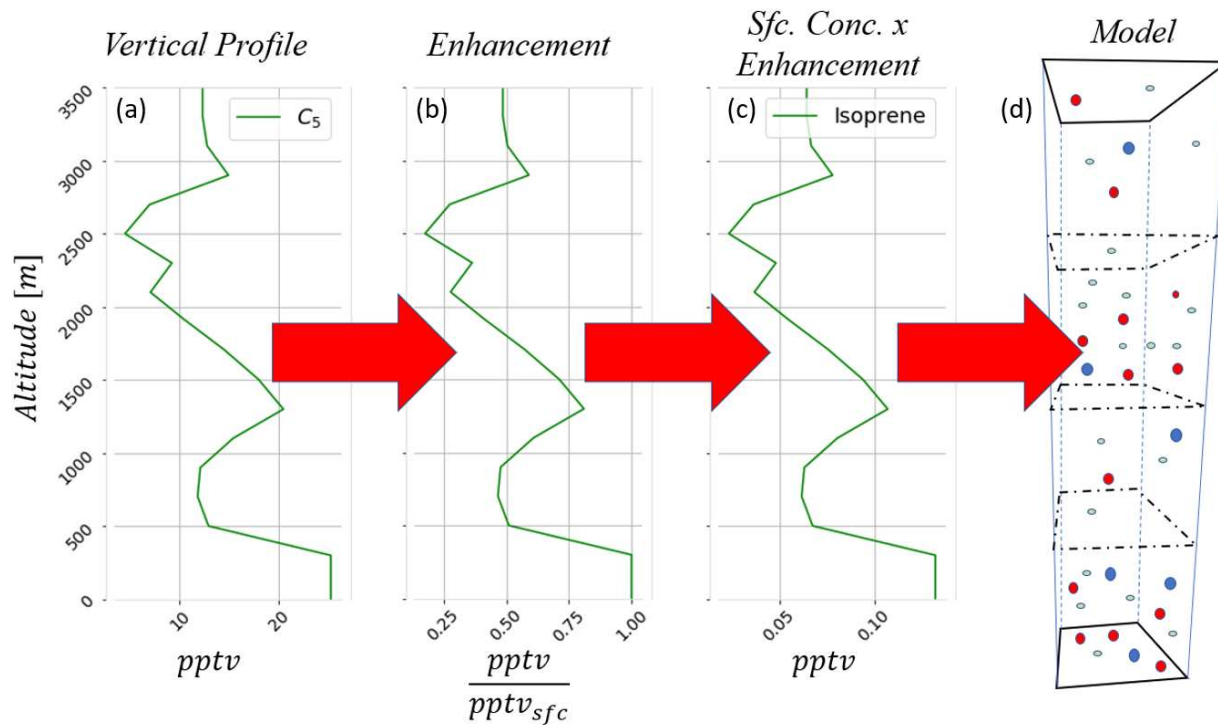 Vertical Profile
Enhancement
Sfc. Conc. x
Enhancement
Model
(a)
C5
(b)
(c)
Isoprene
(d)
Altitude [m]
3500
3000
2500
2000
1500
1000
500
0
10 20
0.25 0.50 0.75 1.00
0.05 0.10
pptv
pptv
pptv_sfc
pptv